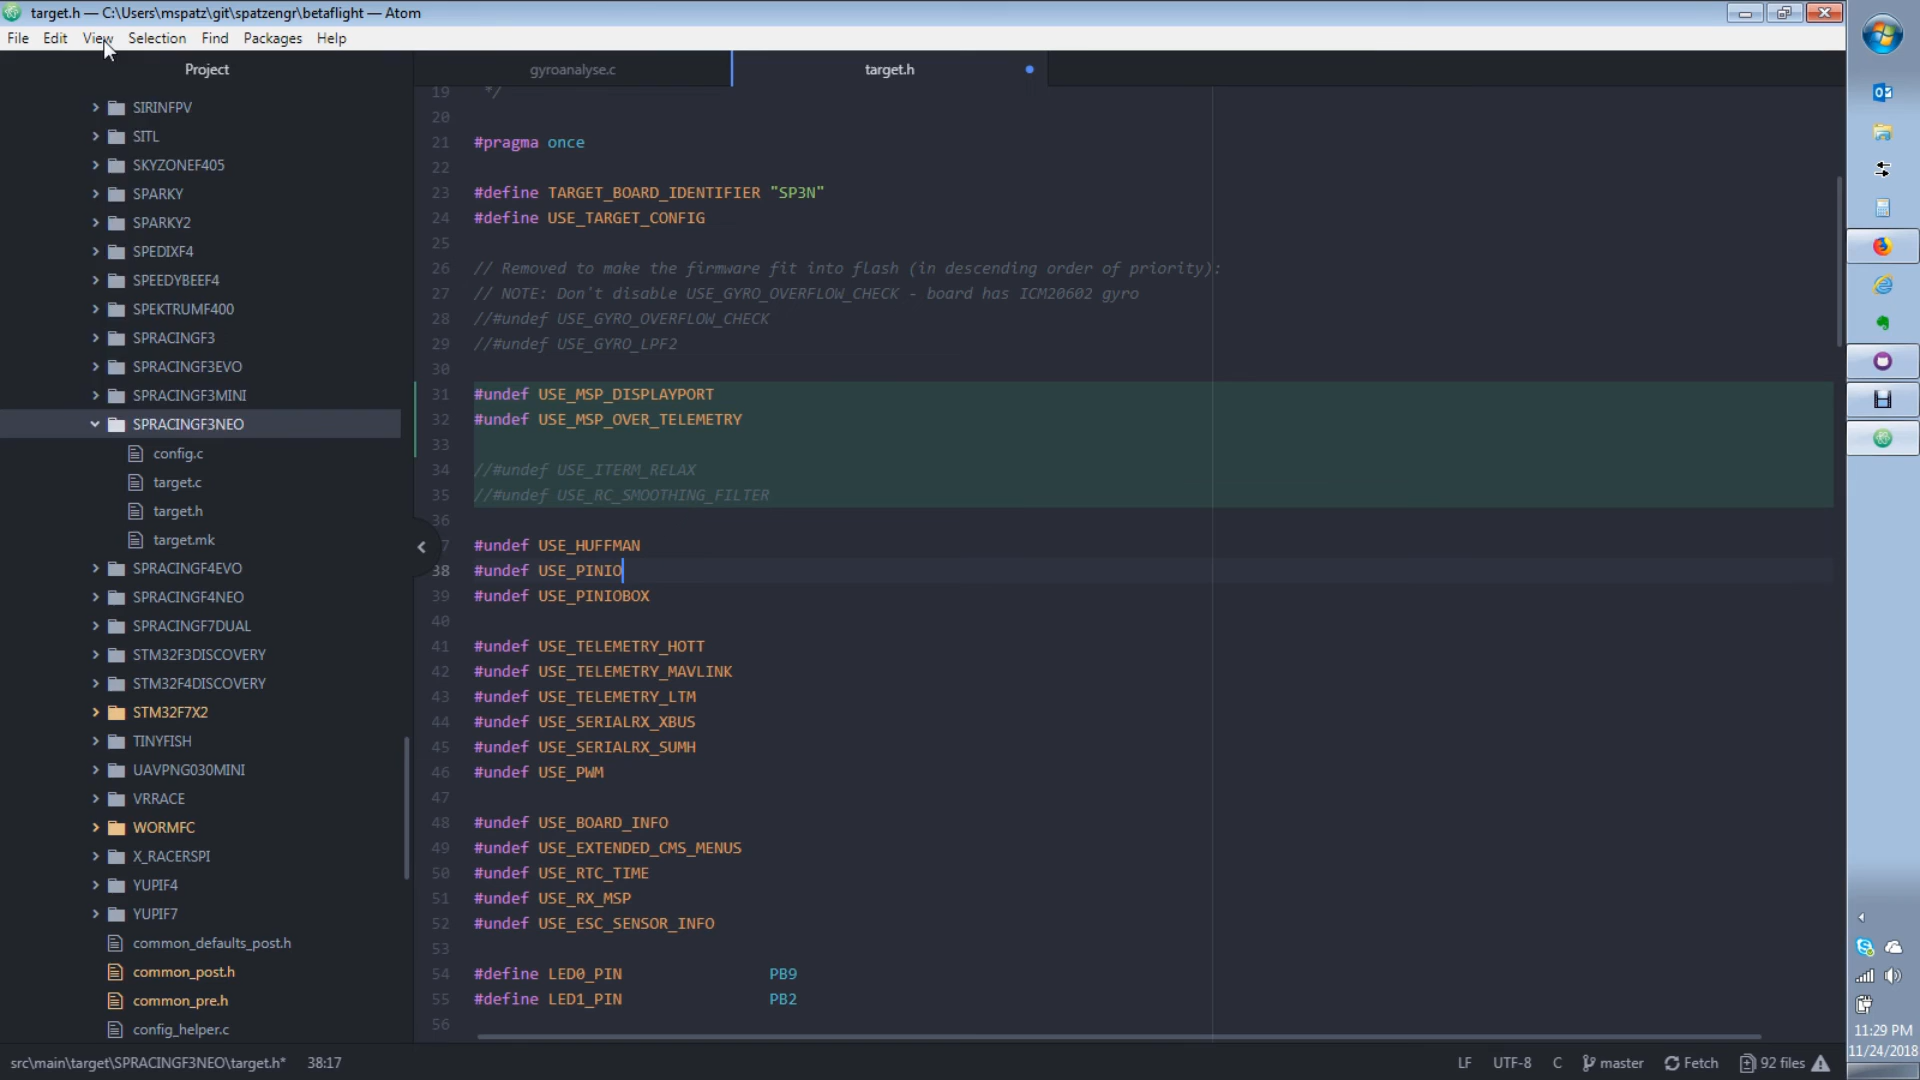 target.h — C:\Users\mspatz\git\spatzengr\betaflight — Atom
File Edit View Selection Find Packages Help
Project
SIRINFPV
SITL
SKYZONEF405
SPARKY
SPARKY2
SPEDIXF4
SPEEDYBEEF4
SPEKTRUMF400
SPRACINGF3
SPRACINGF3EVO
SPRACINGF3MINI
SPRACINGF3NEO
config.c
target.c
target.h
target.mk
SPRACINGF4EVO
SPRACINGF4NEO
SPRACINGF7DUAL
STM32F3DISCOVERY
STM32F4DISCOVERY
STM32F7X2
TINYFISH
UAVPNG030MINI
VRRACE
WORMFC
X_RACERSPI
YUPIF4
YUPIF7
common_defaults_post.h
common_post.h
common_pre.h
config_helper.c
gyroanalyse.c target.h
19 */
20
21 #pragma once
22
23 #define TARGET_BOARD_IDENTIFIER "SP3N"
24 #define USE_TARGET_CONFIG
25
26 // Removed to make the firmware fit into flash (in descending order of priority):
27 // NOTE: Don't disable USE_GYRO_OVERFLOW_CHECK - board has ICM20602 gyro
28 //#undef USE_GYRO_OVERFLOW_CHECK
29 //#undef USE_GYRO_LPF2
30
31 #undef USE_MSP_DISPLAYPORT
32 #undef USE_MSP_OVER_TELEMETRY
33
34 //#undef USE_ITERM_RELAX
35 //#undef USE_RC_SMOOTHING_FILTER
36
7 #undef USE_HUFFMAN
38 #undef USE_PINIO
39 #undef USE_PINIOBOX
40
41 #undef USE_TELEMETRY_HOTT
42 #undef USE_TELEMETRY_MAVLINK
43 #undef USE_TELEMETRY_LTM
44 #undef USE_SERIALRX_XBUS
45 #undef USE_SERIALRX_SUMH
46 #undef USE_PWM
47
48 #undef USE_BOARD_INFO
49 #undef USE_EXTENDED_CMS_MENUS
50 #undef USE_RTC_TIME
51 #undef USE_RX_MSP
52 #undef USE_ESC_SENSOR_INFO
53
54 #define LED0_PIN PB9
55 #define LED1_PIN PB2
56
src\main\target\SPRACINGF3NEO\target.h* 38:17 LF UTF-8 C master Fetch 92 files
11:29 PM
11/24/2018